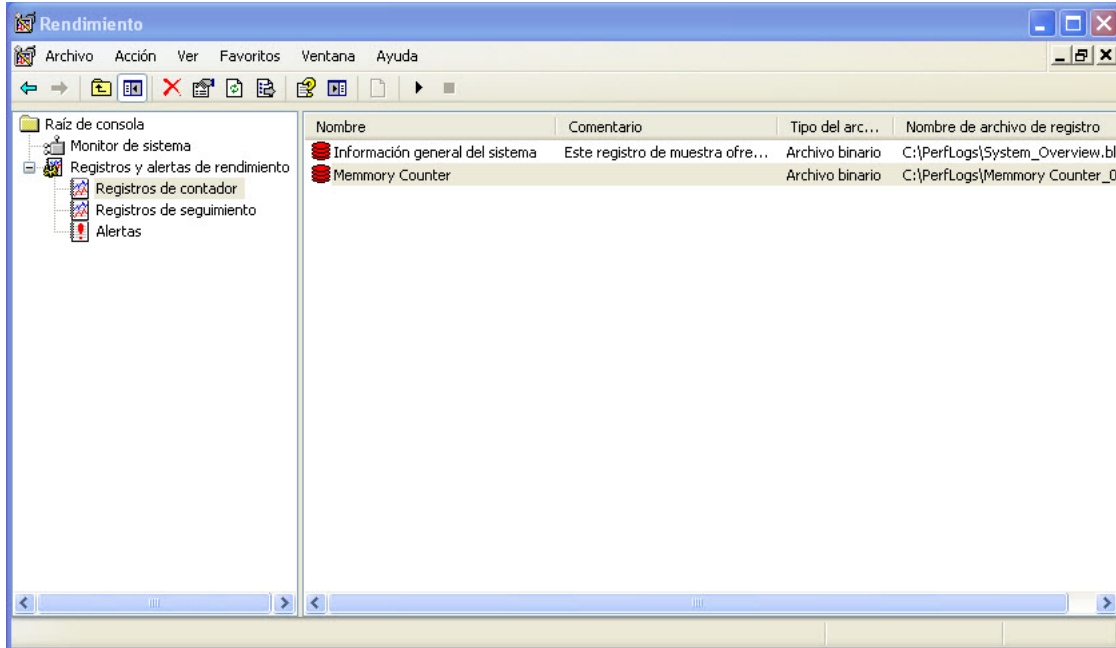 Rendimiento
Archivo Acción Ver Favoritos Ventana Ayuda
Raíz de consola
Monitor de sistema
Registros y alertas de rendimiento
Registros de contador
Registros de seguimiento
Alertas
Nombre Comentario Tipo del arc... Nombre de archivo de registro
Información general del sistema Este registro de muestra ofre... Archivo binario C:\PerfLogs\System_Overview.bl
Memmory Counter Archivo binario C:\PerfLogs\Memmory Counter_0